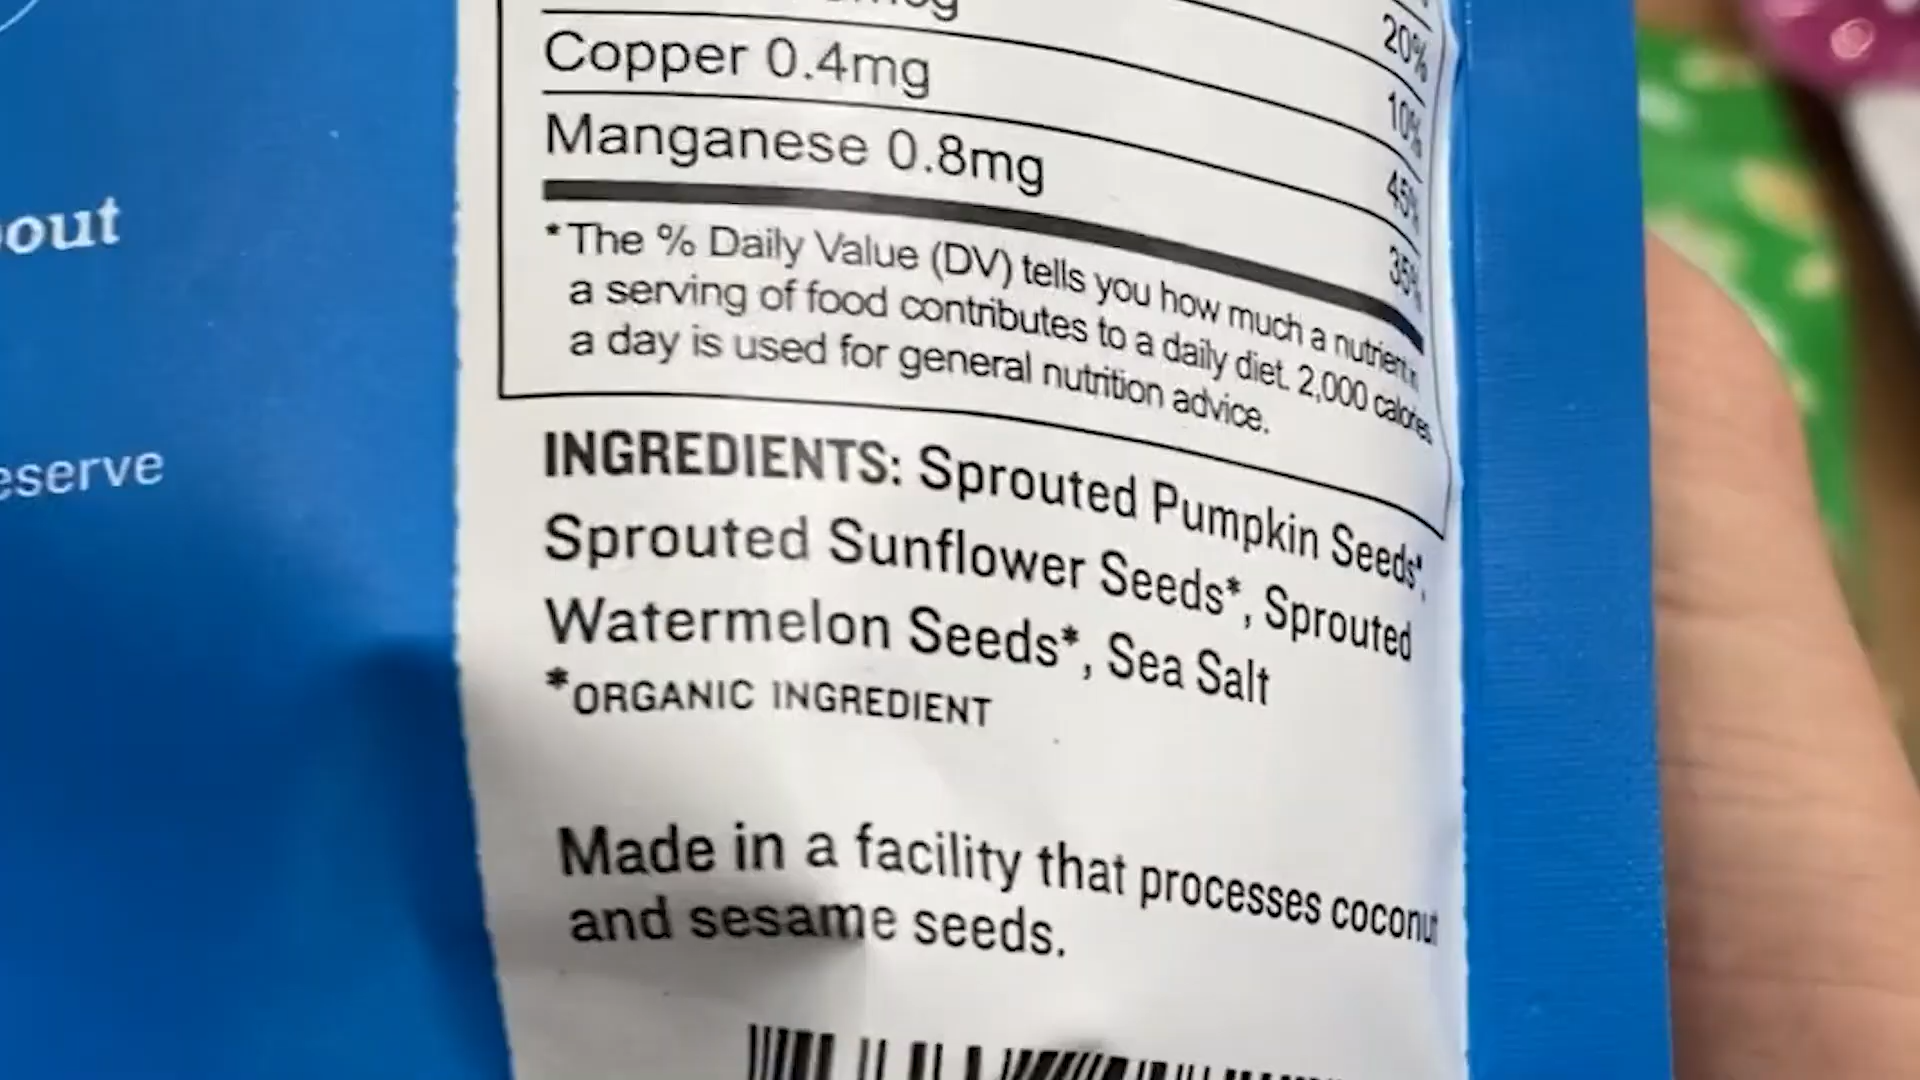 20%
Copper 0.4mg
10%
Manganese 0.8mg
45%
35%
*The % Daily Value (DV) tells you how much a nutrient in
a serving of food contributes to a daily diet. 2,000 calories
a day is used for general nutrition advice.
INGREDIENTS: Sprouted Pumpkin Seeds*,
Sprouted Sunflower Seeds*, Sprouted
Watermelon Seeds*, Sea Salt
*ORGANIC INGREDIENT
Made in a facility that processes coconut
and sesame seeds.